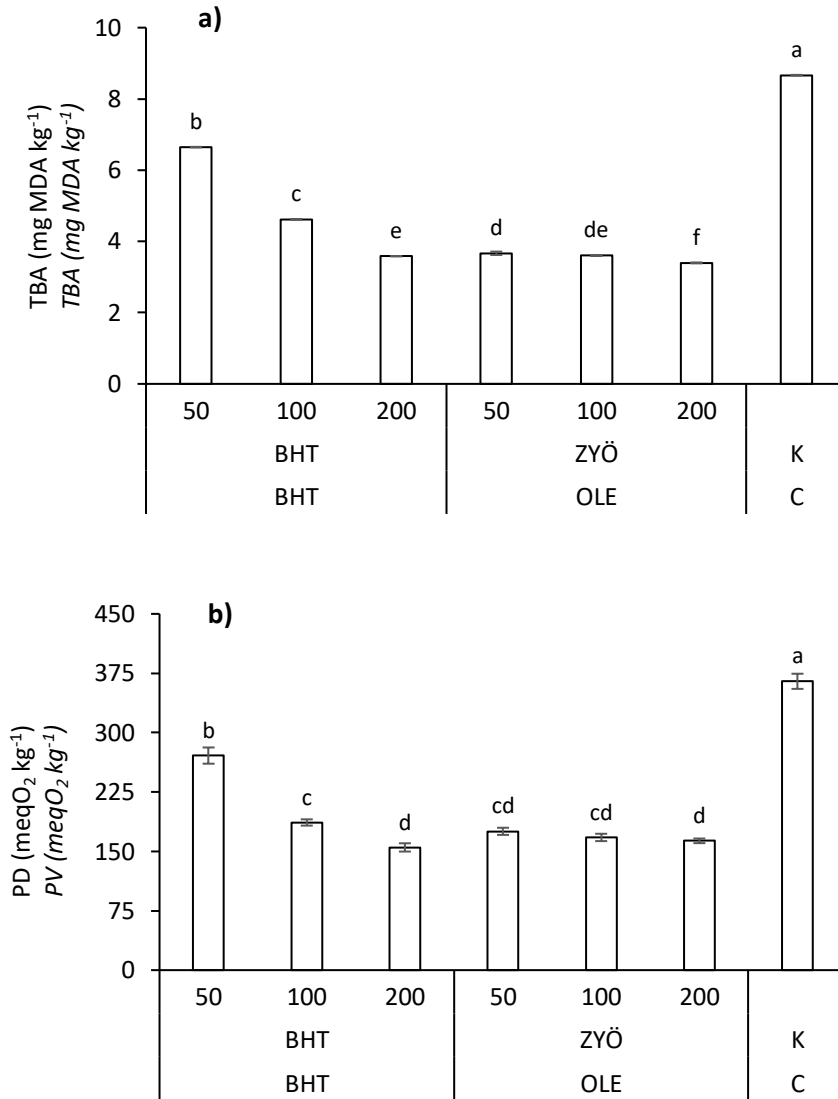 a)
TBA (mg MDA kg⁻¹)
TBA (mg MDA kg⁻¹)
10
8
6
4
2
0
b
c
e
d
de
f
a
50 100 200 50 100 200
BHT ZYÖ K
BHT OLE C
b)
PD (meqO₂ kg⁻¹)
PV (meqO₂ kg⁻¹)
450
375
300
225
150
75
0
b
c
d
cd
cd
d
a
50 100 200 50 100 200
BHT ZYÖ K
BHT OLE C